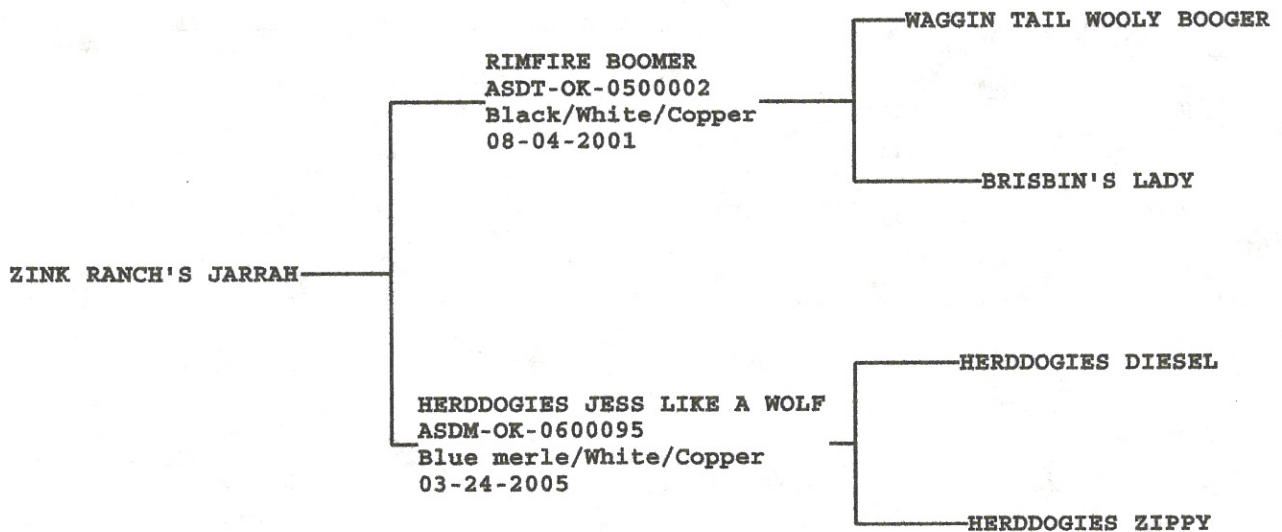 WAGGIN TAIL WOOLY BOOGER
RIMFIRE BOOMER
ASDT-OK-0500002
Black/White/Copper
08-04-2001
BRISBIN'S LADY
ZINK RANCH'S JARRAH
HERDDOGIES DIESEL
HERDDOGIES JESS LIKE A WOLF
ASDM-OK-0600095
Blue merle/White/Copper
03-24-2005
HERDDOGIES ZIPPY